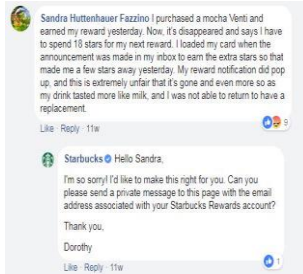 Sandra Huttenhauer Fazzino I purchased a mocha Venti and
earned my reward yesterday. Now, it's disappeared and says I have
to spend 18 stars for my next reward. I loaded my card when the
announcement was made in my inbox to earn the extra stars so that
made me a few stars away yesterday. My reward notification did pop
up, and this is extremely unfair that it's gone and even more so as
my drink tasted more like milk, and I was not able to return to have a
replacement.
Like · Reply · 11w
9
Starbucks Hello Sandra,
I'm so sorry! I'd like to make this right for you. Can you
please send a private message to this page with the email
address associated with your Starbucks Rewards account?
Thank you,
Dorothy
Like · Reply · 11w
1